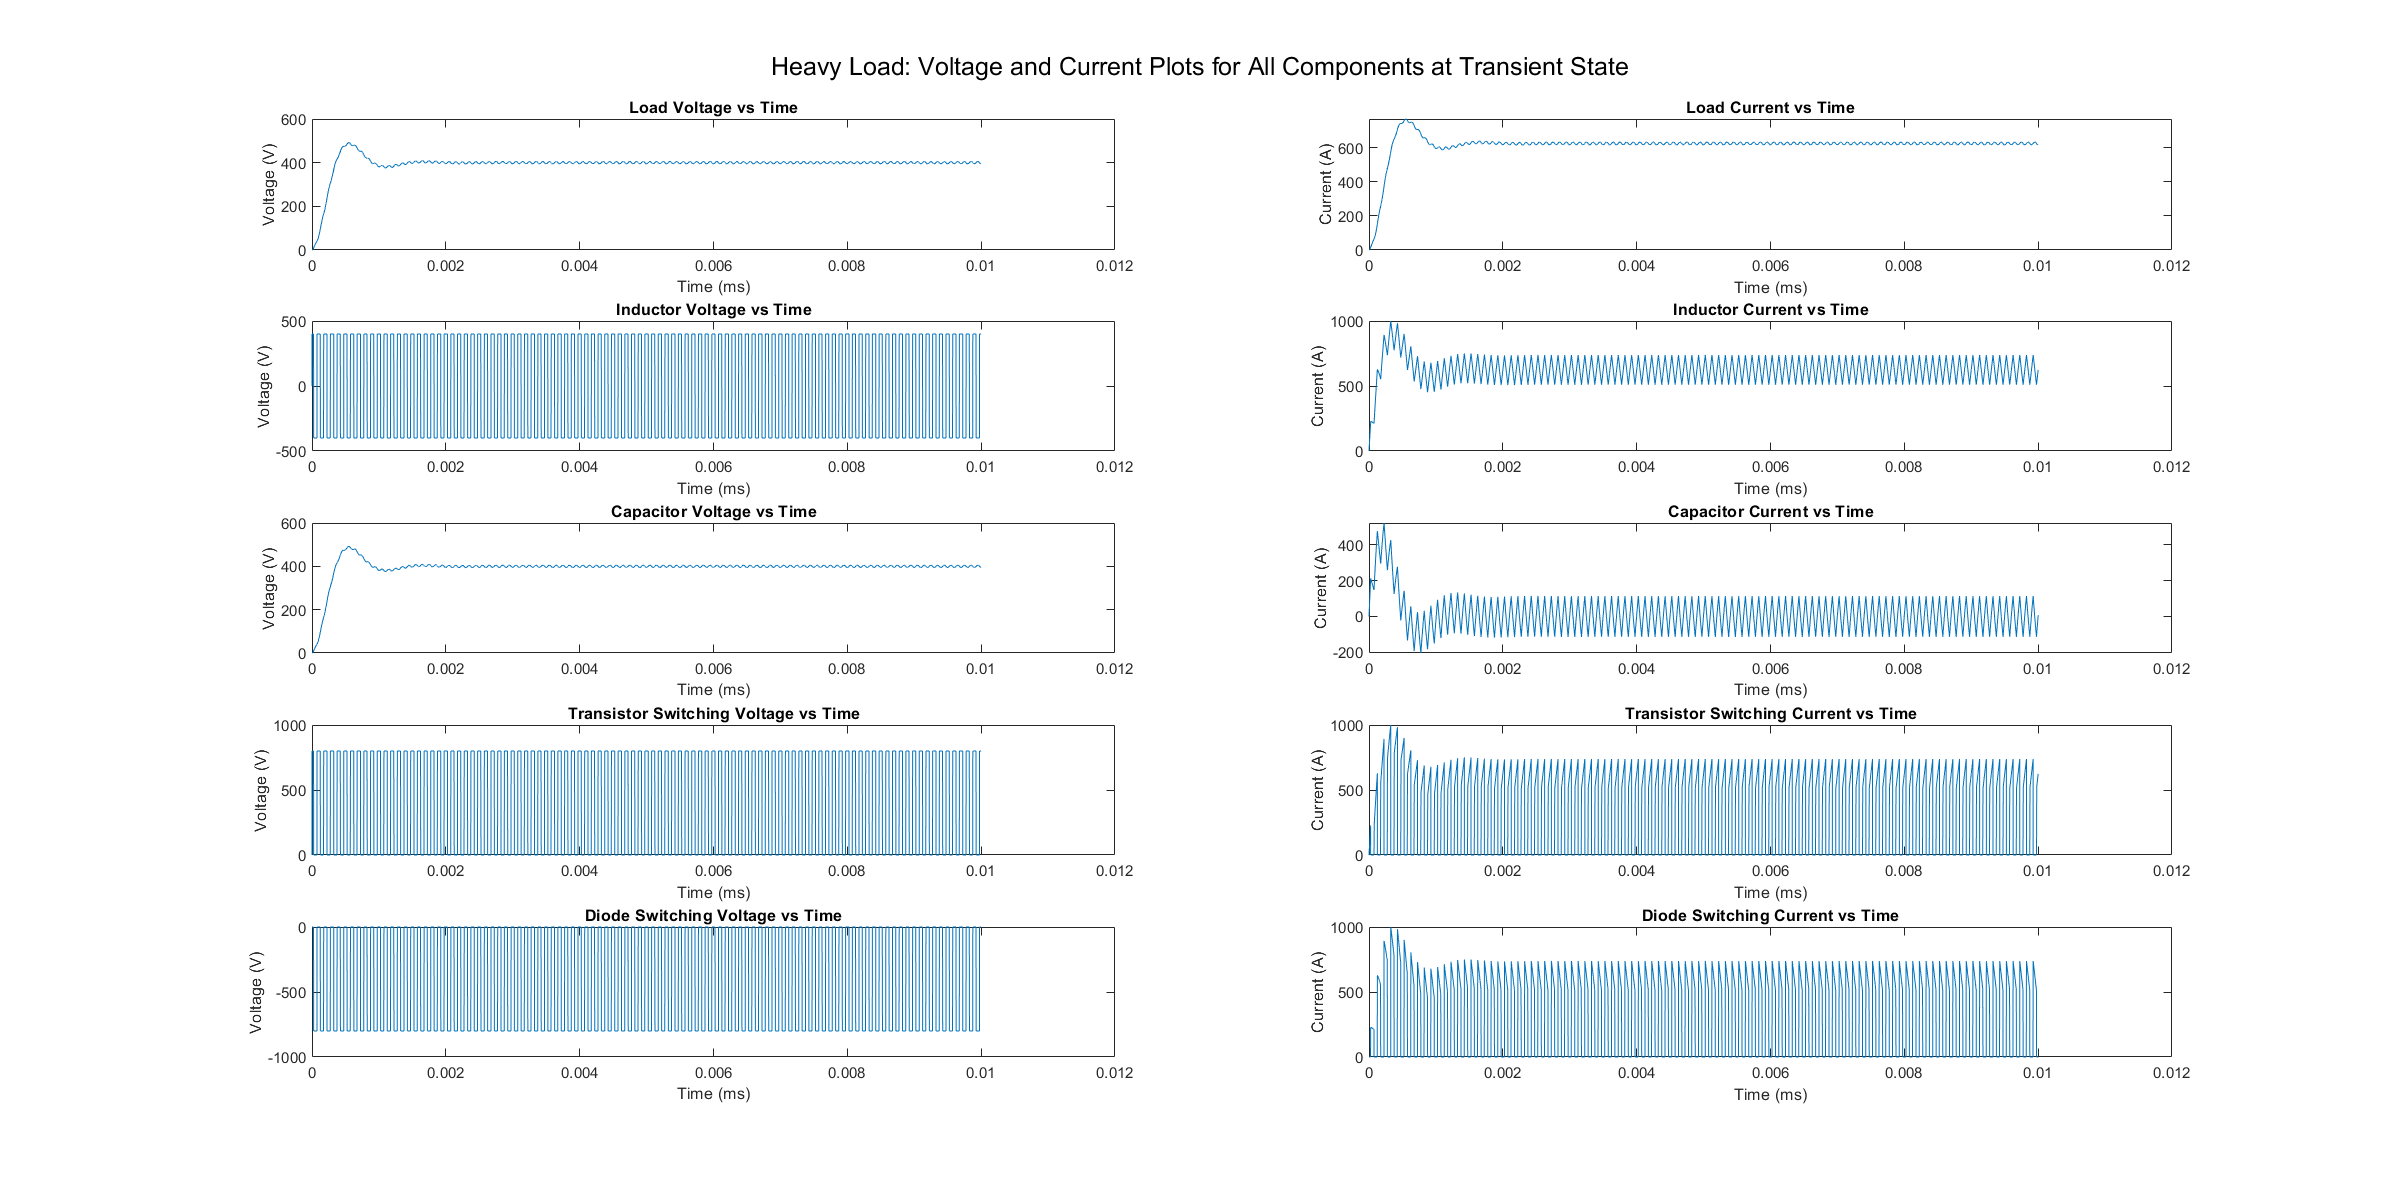 Heavy Load: Voltage and Current Plots for All Components at Transient State
Load Voltage vs Time
600
400
200
0
Voltage (V)
0 0.002 0.004 0.006 0.008 0.01 0.012
Time (ms)
Load Current vs Time
600
400
200
0
Current (A)
0 0.002 0.004 0.006 0.008 0.01 0.012
Time (ms)
Inductor Voltage vs Time
500
0
-500
Voltage (V)
0 0.002 0.004 0.006 0.008 0.01 0.012
Time (ms)
Inductor Current vs Time
1000
500
0
Current (A)
0 0.002 0.004 0.006 0.008 0.01 0.012
Time (ms)
Capacitor Voltage vs Time
600
400
200
0
Voltage (V)
0 0.002 0.004 0.006 0.008 0.01 0.012
Time (ms)
Capacitor Current vs Time
400
200
0
-200
Current (A)
0 0.002 0.004 0.006 0.008 0.01 0.012
Time (ms)
Transistor Switching Voltage vs Time
1000
500
0
Voltage (V)
0 0.002 0.004 0.006 0.008 0.01 0.012
Time (ms)
Transistor Switching Current vs Time
1000
500
0
Current (A)
0 0.002 0.004 0.006 0.008 0.01 0.012
Time (ms)
Diode Switching Voltage vs Time
0
-500
-1000
Voltage (V)
0 0.002 0.004 0.006 0.008 0.01 0.012
Time (ms)
Diode Switching Current vs Time
1000
500
0
Current (A)
0 0.002 0.004 0.006 0.008 0.01 0.012
Time (ms)